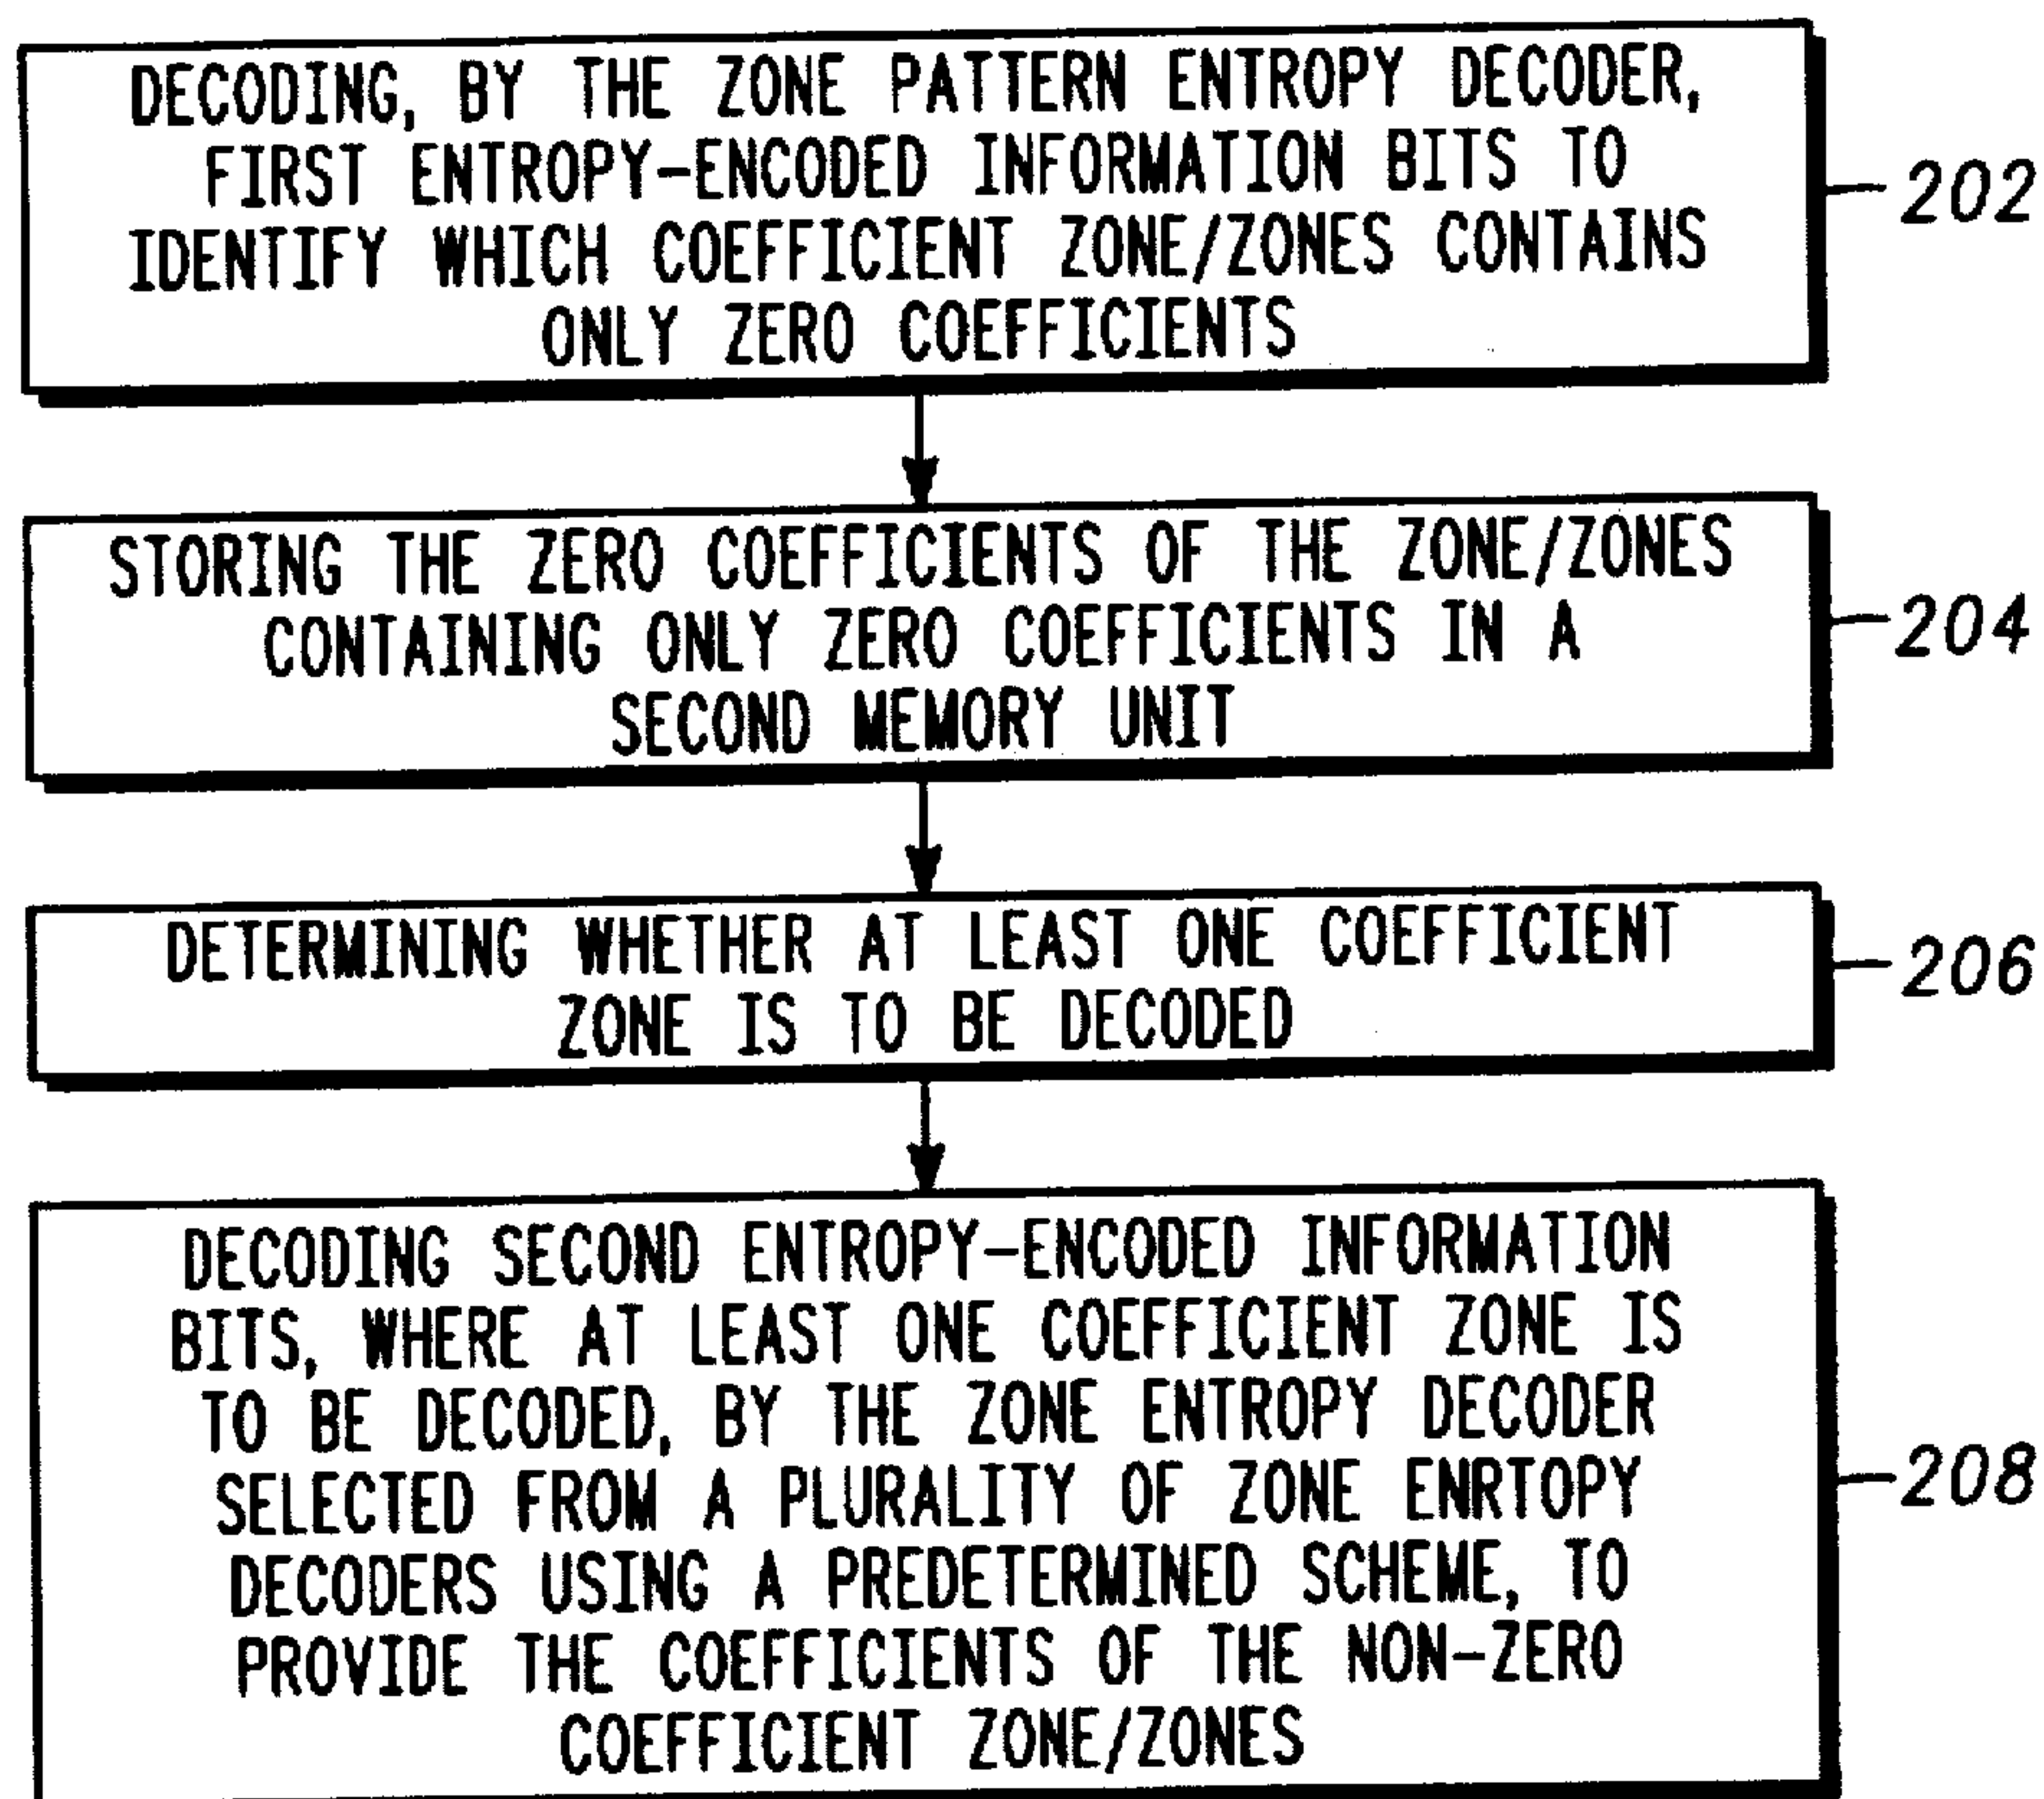 DECODING, BY THE ZONE PATTERN ENTROPY DECODER,
FIRST ENTROPY-ENCODED INFORMATION BITS TO
IDENTIFY WHICH COEFFICIENT ZONE/ZONES CONTAINS
ONLY ZERO COEFFICIENTS
202
STORING THE ZERO COEFFICIENTS OF THE ZONE/ZONES
CONTAINING ONLY ZERO COEFFICIENTS IN A
SECOND MEMORY UNIT
204
DETERMINING WHETHER AT LEAST ONE COEFFICIENT
ZONE IS TO BE DECODED
206
DECODING SECOND ENTROPY-ENCODED INFORMATION
BITS, WHERE AT LEAST ONE COEFFICIENT ZONE IS
TO BE DECODED, BY THE ZONE ENTROPY DECODER
SELECTED FROM A PLURALITY OF ZONE ENRTOPY
DECODERS USING A PREDETERMINED SCHEME, TO
PROVIDE THE COEFFICIENTS OF THE NON-ZERO
COEFFICIENT ZONE/ZONES
208